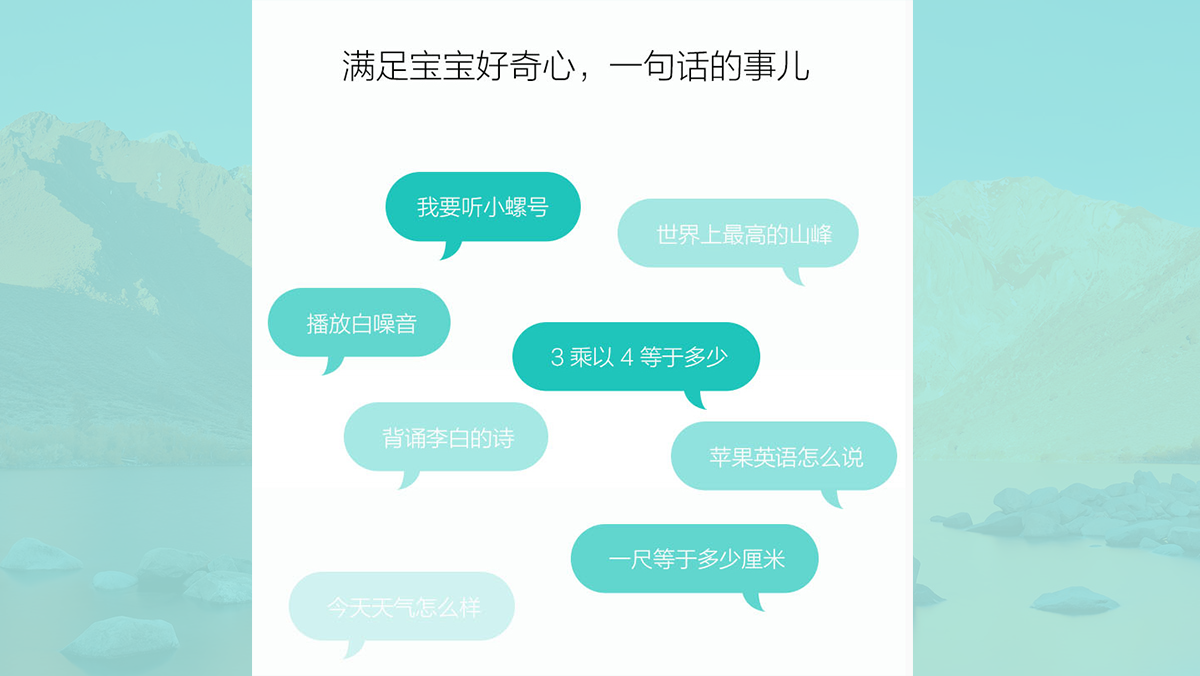 满足宝宝好奇心，一句话的事儿
我要听小螺号
世界上最高的山峰
播放白噪音
3 乘以 4 等于多少
背诵李白的诗
苹果英语怎么说
一尺等于多少厘米
今天天气怎么样